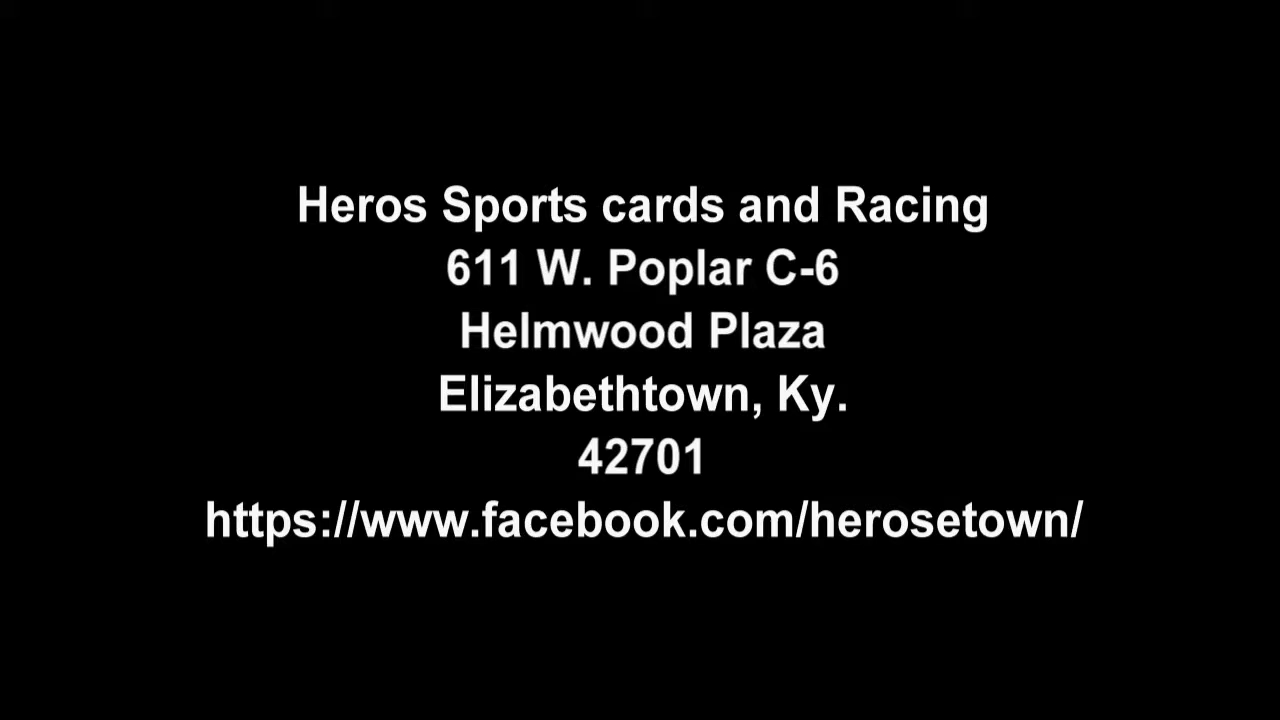 Heros Sports cards and Racing
611 W. Poplar C-6
Helmwood Plaza
Elizabethtown, Ky.
42701
https://www.facebook.com/herosetown/